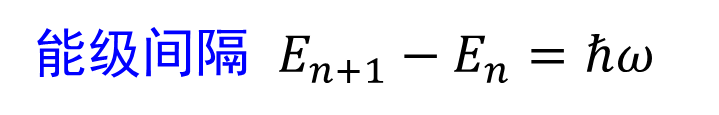 能级间隔 $E_{n+1} - E_n = \hbar\omega$